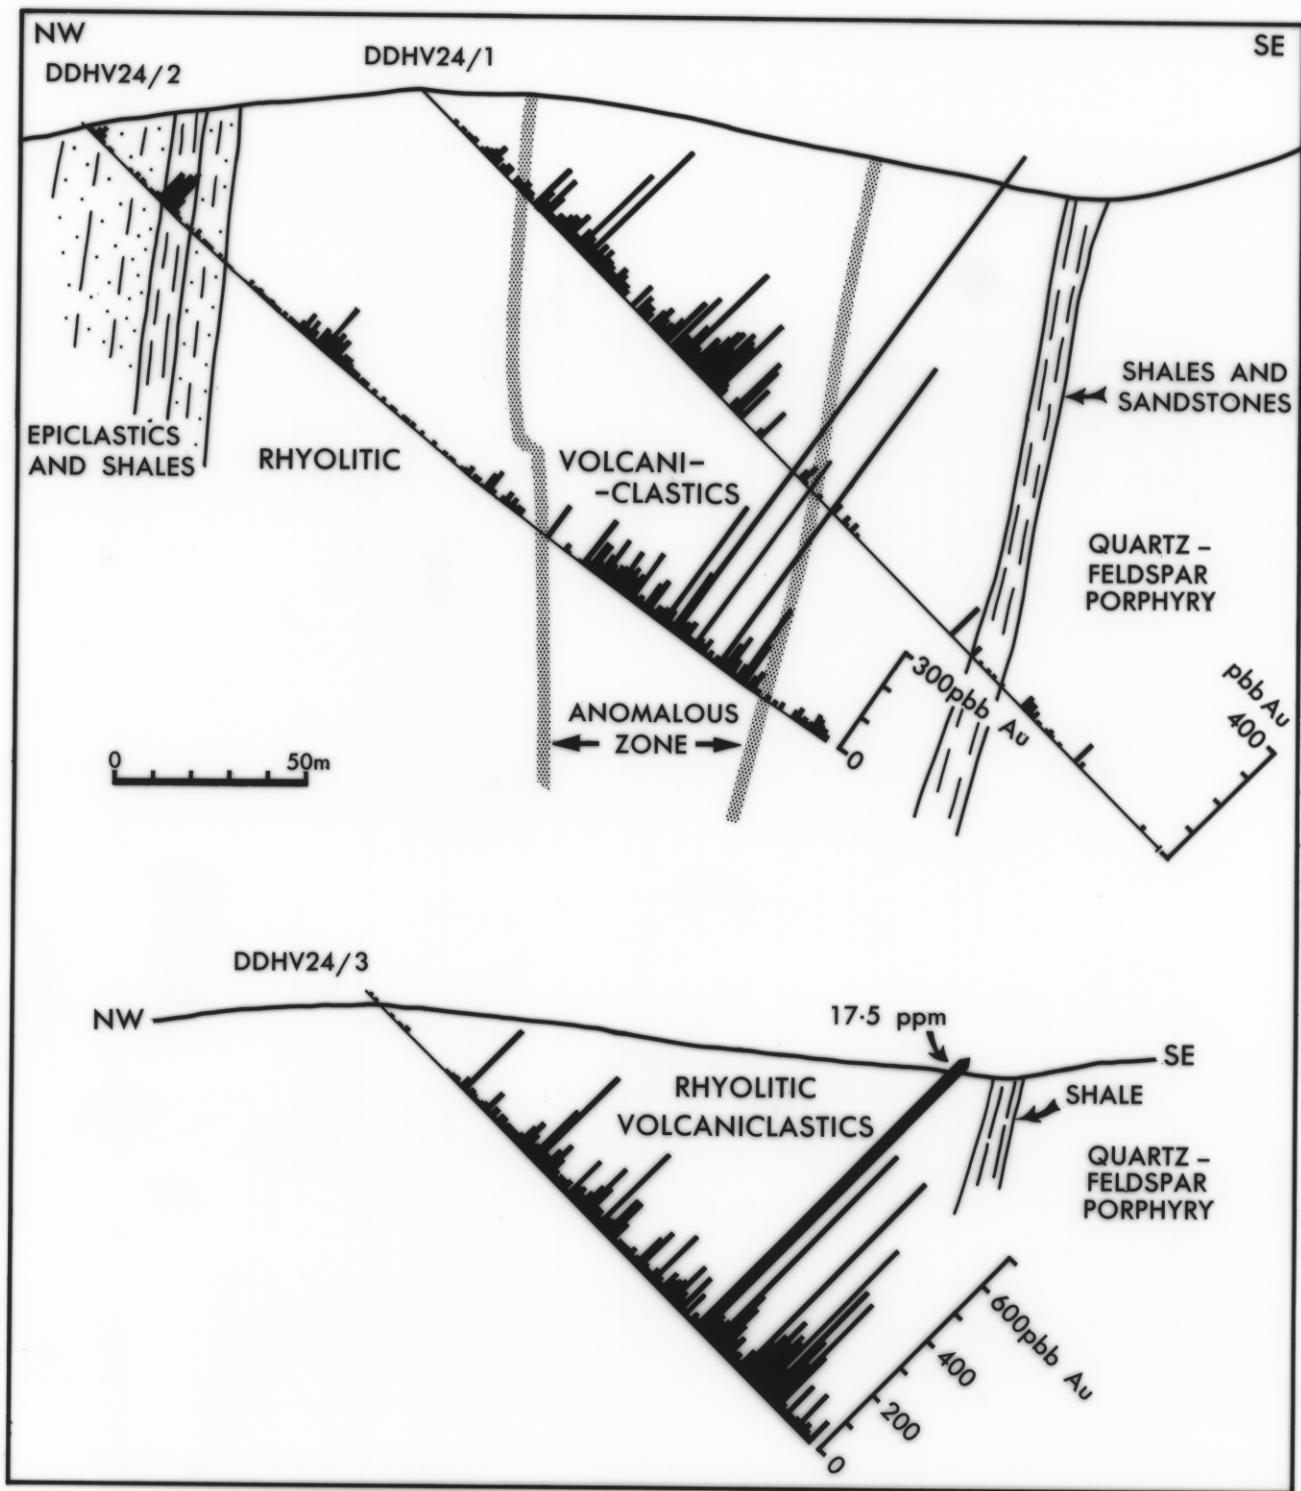 NW
SE
DDHV24/2
DDHV24/1
SHALES AND
SANDSTONES
EPICLASTICS
AND SHALES
RHYOLITIC
VOLCANI-
-CLASTICS
QUARTZ-
FELDSPAR
PORPHYRY
300pbb Au
0
pbb Au
400
ANOMALOUS
ZONE
0
50m
DDHV24/3
NW
17·5 ppm
SE
RHYOLITIC
VOLCANICLASTICS
SHALE
QUARTZ-
FELDSPAR
PORPHYRY
600pbb Au
400
200
0